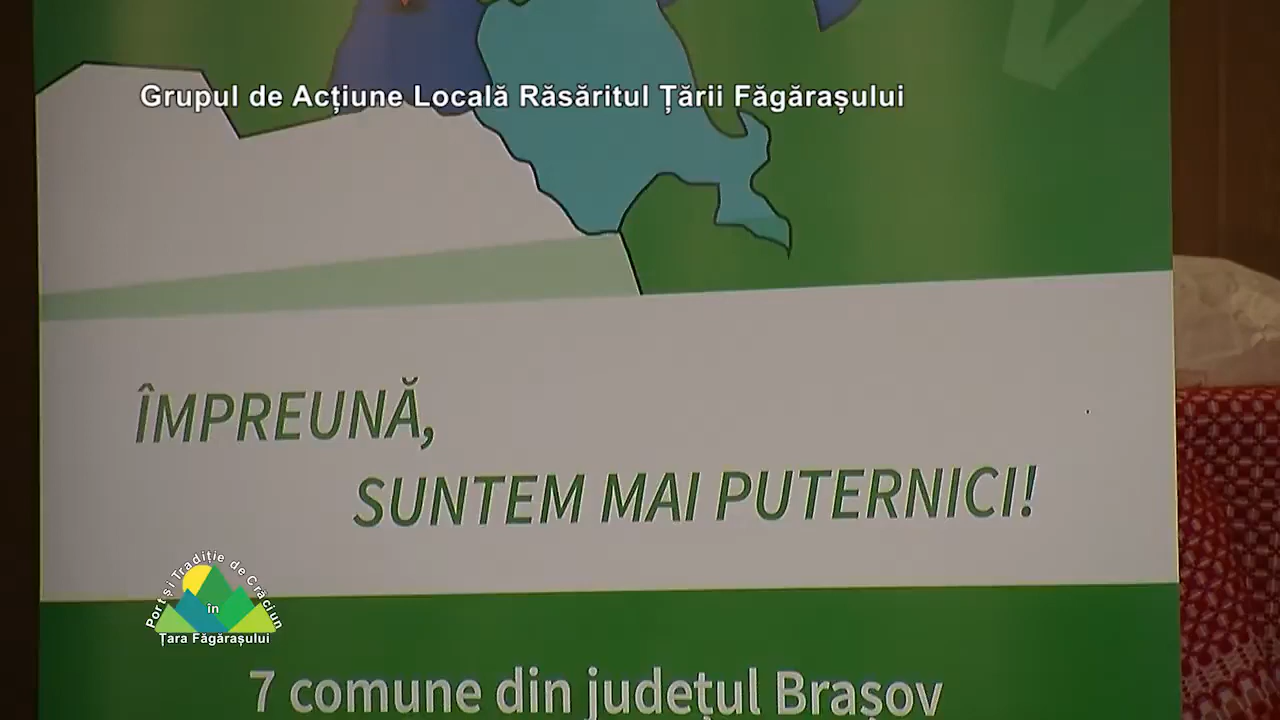 Grupul de Acțiune Locală Răsăritul Țării Făgărașului
ÎMPREUNĂ,
SUNTEM MAI PUTERNICI!
Port și Tradiție de Crăciun
în
Țara Făgărașului
7 comune din județul Brașov